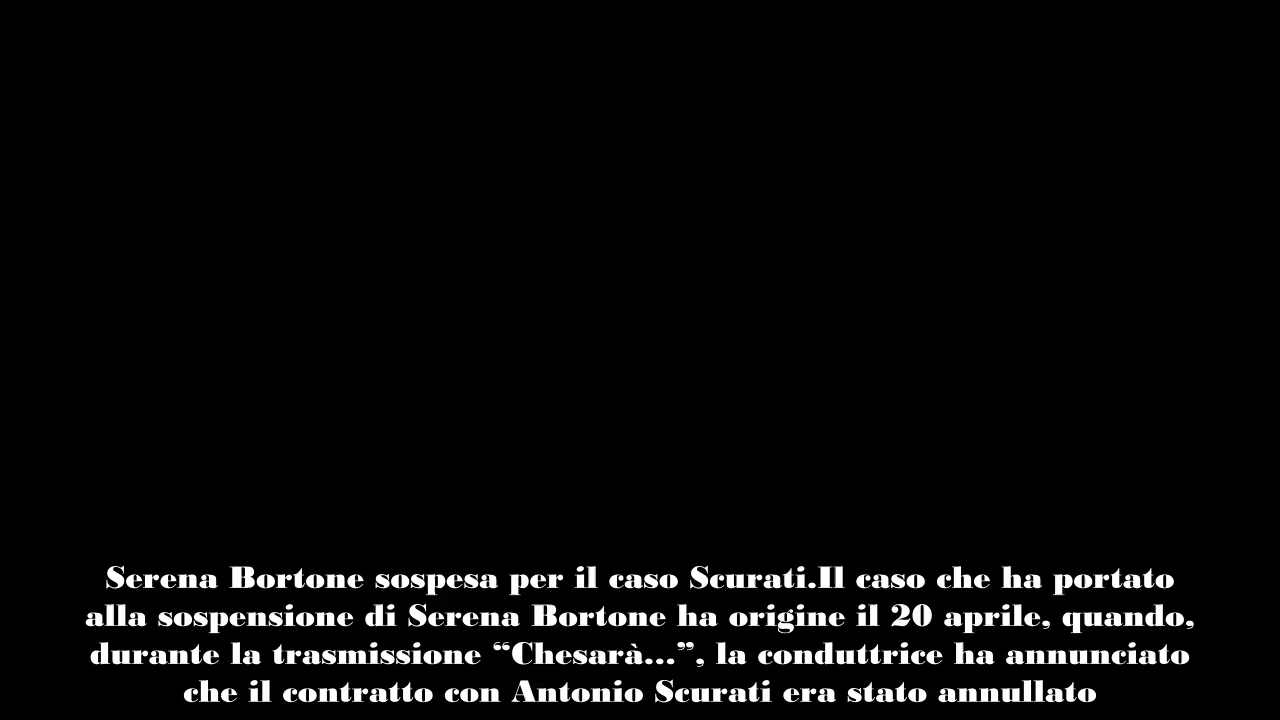 Serena Bortone sospesa per il caso Scurati.Il caso che ha portato
alla sospensione di Serena Bortone ha origine il 20 aprile, quando,
durante la trasmissione “Chesarà...”, la conduttrice ha annunciato
che il contratto con Antonio Scurati era stato annullato